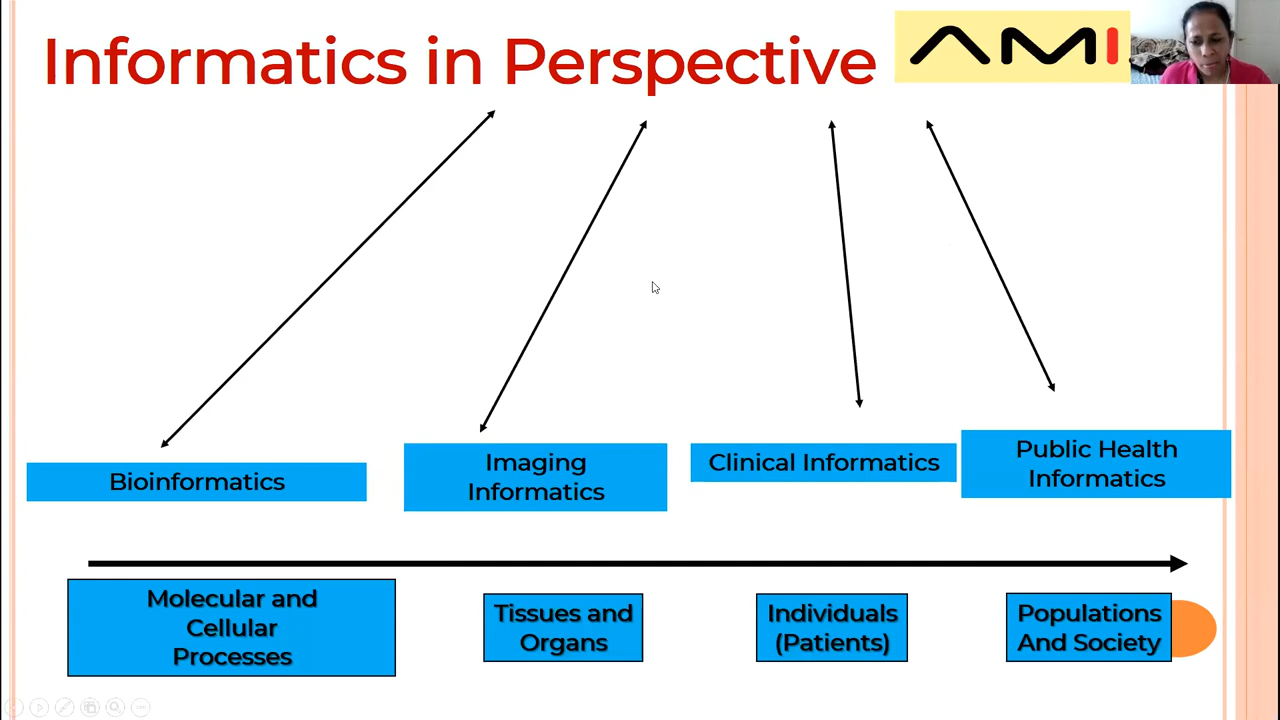 Informatics in Perspective
AMI
Bioinformatics
Imaging
Informatics
Clinical Informatics
Public Health
Informatics
Molecular and
Cellular
Processes
Tissues and
Organs
Individuals
(Patients)
Populations
And Society